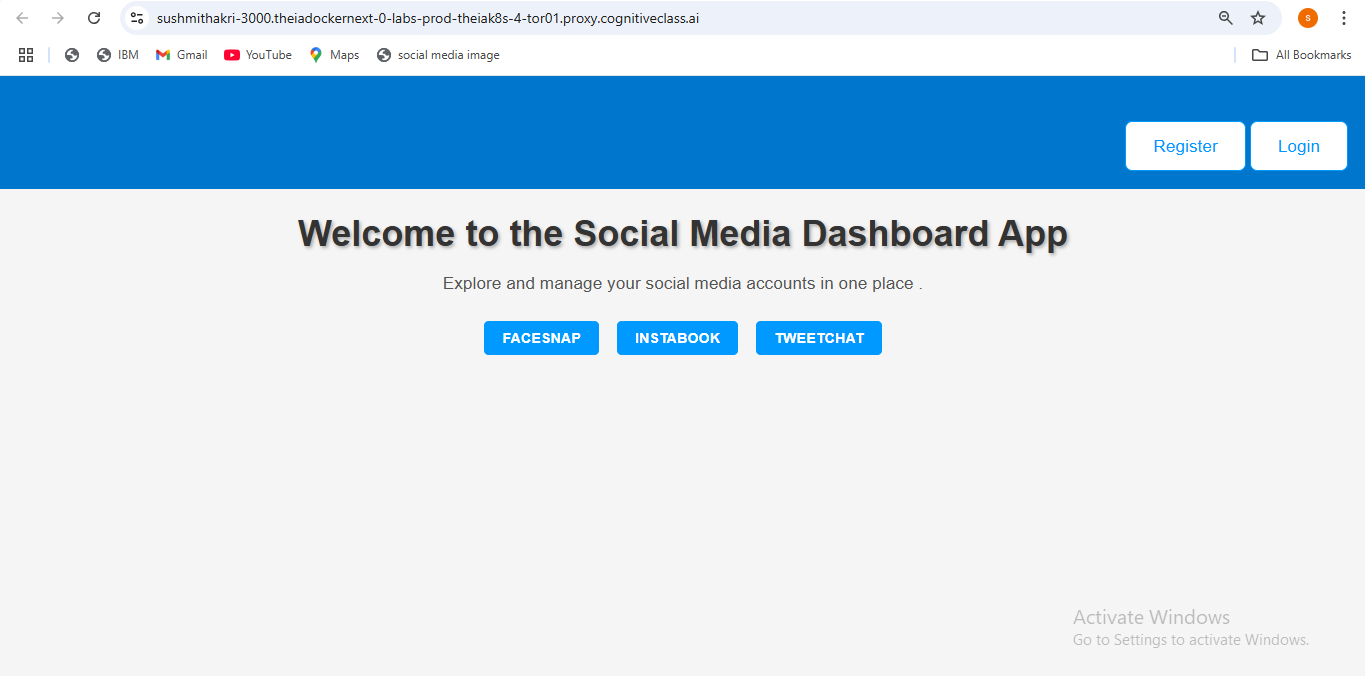 sushmithakri-3000.theiadockernext-0-labs-prod-theiak8s-4-tor01.proxy.cognitiveclass.ai
s
IBM Gmail YouTube Maps social media image All Bookmarks
Register Login
Welcome to the Social Media Dashboard App
Explore and manage your social media accounts in one place .
FACESNAP INSTABOOK TWEETCHAT
Activate Windows
Go to Settings to activate Windows.